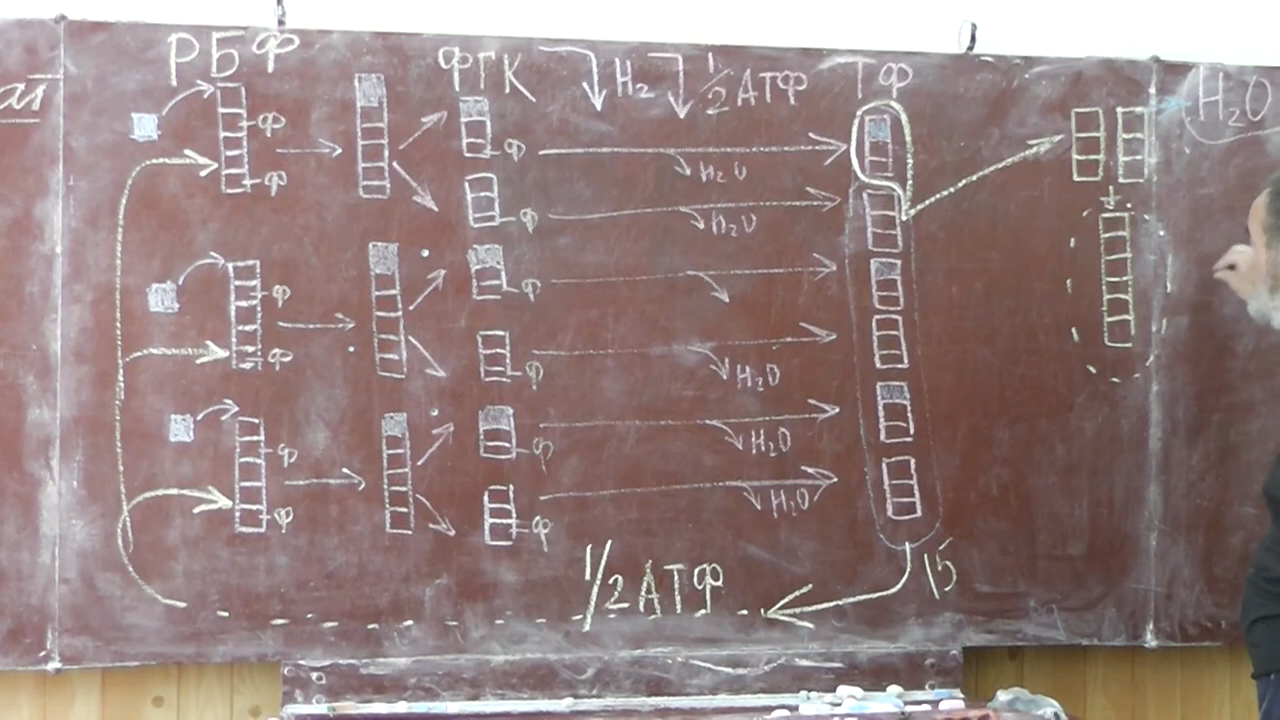 РБФ ФГК H₂ ½ АТФ ТФ H₂O
Ф Ф H₂O
Ф Ф H₂O
Ф Ф
Ф Ф H₂O
Ф Ф H₂O
Ф Ф H₂O
1/2 АТФ 15